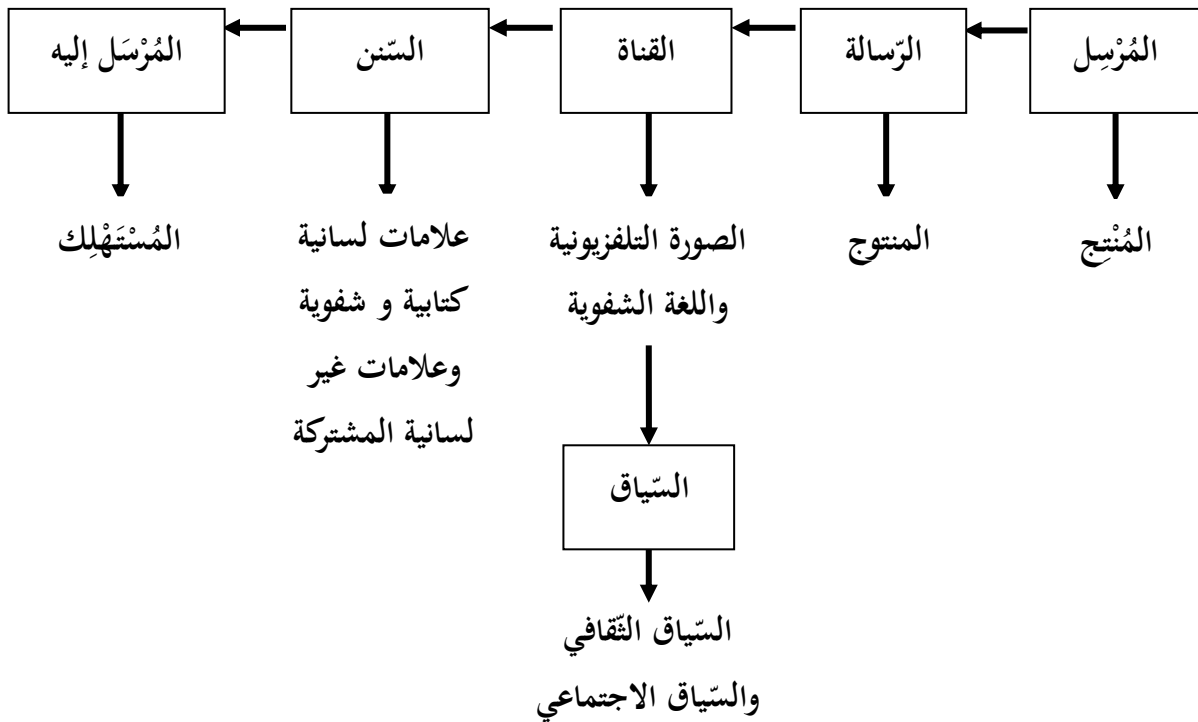 المُرْسِل
الرّسالة
القناة
السّنن
المُرْسَل إليه
المُنْتِج
المنتوج
الصورة التلفزيونية
واللغة الشفوية
علامات لسانية
كتابية و شفوية
وعلامات غير
لسانية المشتركة
المُسْتَهْلِك
السّياق
السّياق الثّقافي
والسّياق الاجتماعي